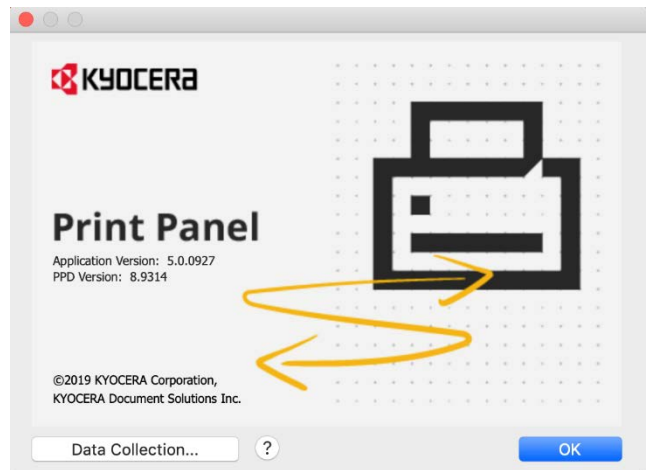 KYOCERA
Print Panel
Application Version: 5.0.0927
PPD Version: 8.9314
©2019 KYOCERA Corporation,
KYOCERA Document Solutions Inc.
Data Collection...
?
OK